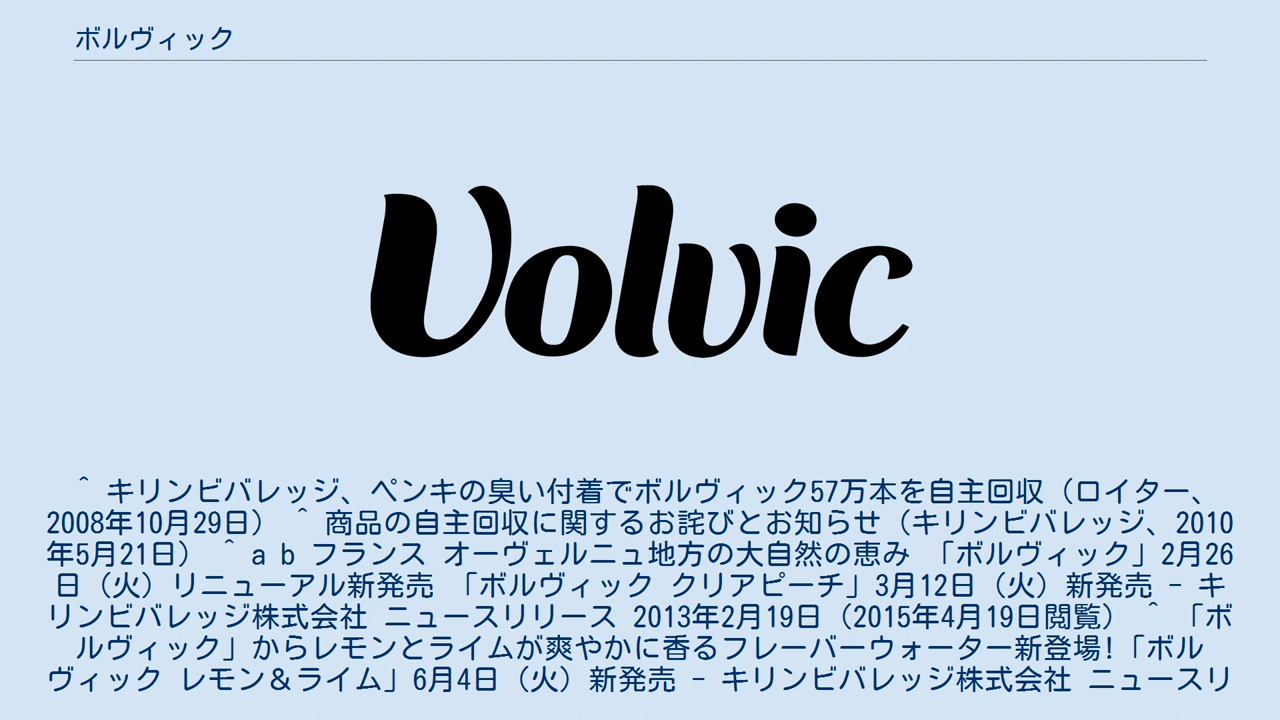 ボルヴィック
Volvic
^ キリンビバレッジ、ペンキの臭い付着でボルヴィック57万本を自主回収（ロイター、
2008年10月29日） ^ 商品の自主回収に関するお詫びとお知らせ（キリンビバレッジ、2010
年5月21日） ^ a b フランス オーヴェルニュ地方の大自然の恵み 「ボルヴィック」2月26
日（火）リニューアル新発売 「ボルヴィック クリアピーチ」3月12日（火）新発売 - キ
リンビバレッジ株式会社 ニュースリリース 2013年2月19日（2015年4月19日閲覧） ^ 「ボ
ルヴィック」からレモンとライムが爽やかに香るフレーバーウォーター新登場!「ボル
ヴィック レモン＆ライム」6月4日（火）新発売 - キリンビバレッジ株式会社 ニュースリ